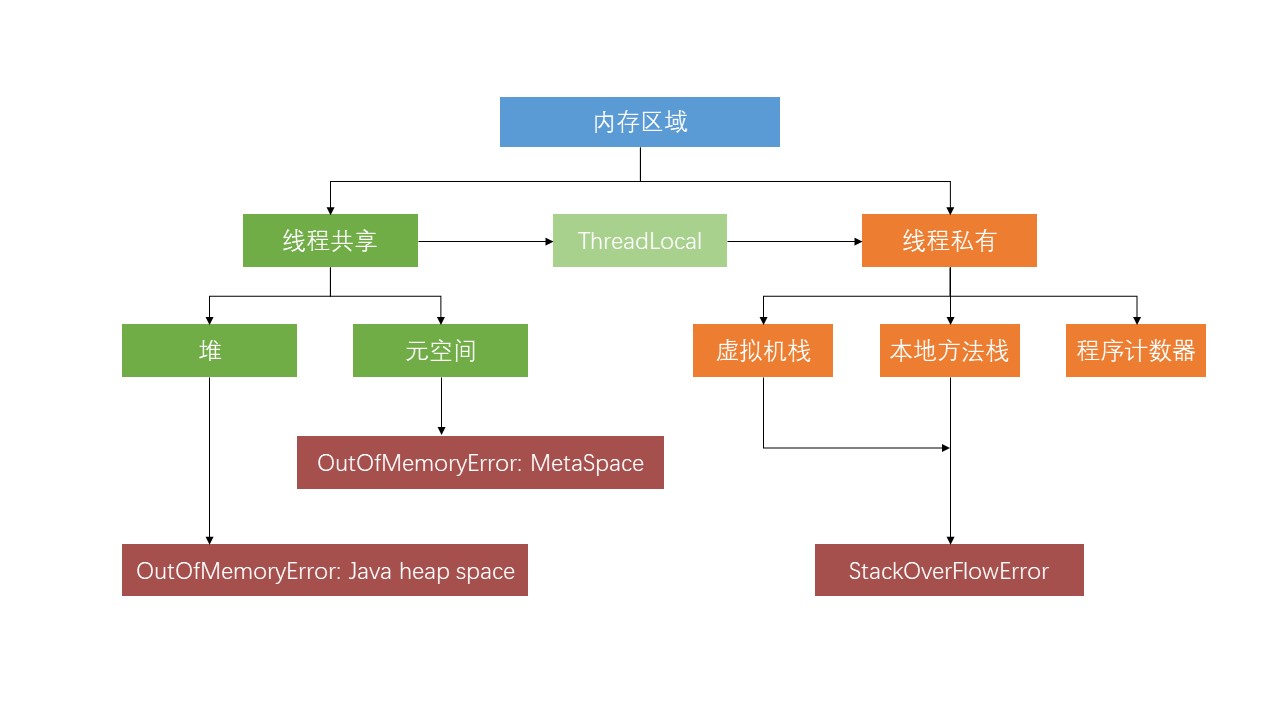 内存区域
线程共享
ThreadLocal
线程私有
堆
元空间
虚拟机栈
本地方法栈
程序计数器
OutOfMemoryError: MetaSpace
OutOfMemoryError: Java heap space
StackOverFlowError